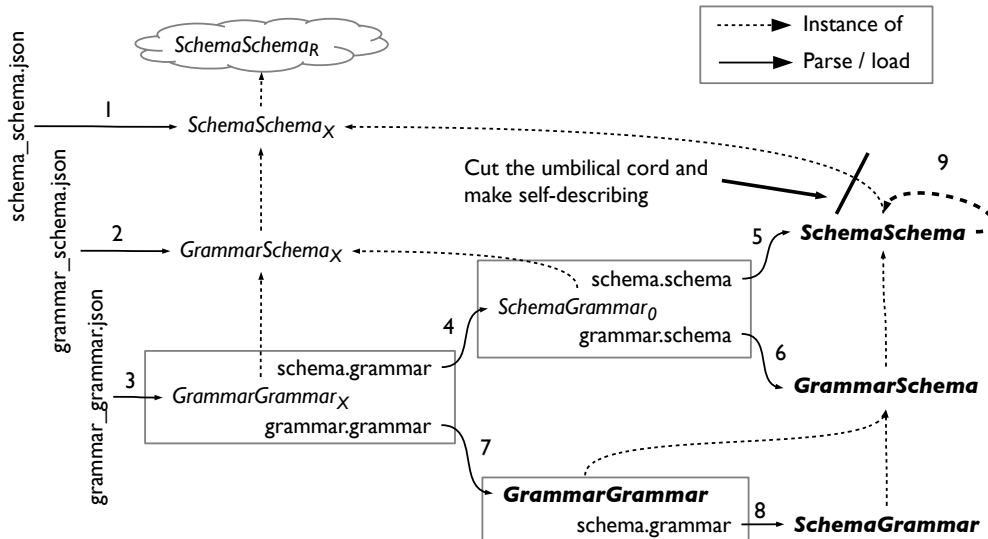 SchemaSchemaR
Instance of
Parse / load
schema_schema.json
1
SchemaSchemaX
Cut the umbilical cord and
make self-describing
9
grammar_schema.json
2
GrammarSchemaX
5
SchemaSchema
schema.schema
SchemaGrammar0
grammar.schema
4
6
grammar_grammar.json
3
schema.grammar
GrammarGrammarX
grammar.grammar
GrammarSchema
7
GrammarGrammar
schema.grammar
8
SchemaGrammar